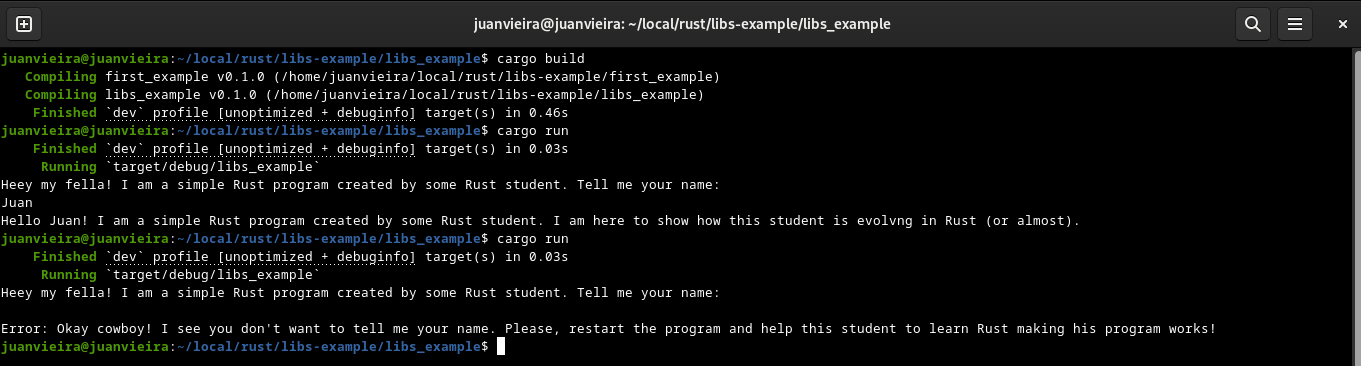 juanvieira@juanvieira: ~/local/rust/libs-example/libs_example
juanvieira@juanvieira:~/local/rust/libs-example/libs_example$ cargo build
   Compiling first_example v0.1.0 (/home/juanvieira/local/rust/libs-example/first_example)
   Compiling libs_example v0.1.0 (/home/juanvieira/local/rust/libs-example/libs_example)
    Finished `dev` profile [unoptimized + debuginfo] target(s) in 0.46s
juanvieira@juanvieira:~/local/rust/libs-example/libs_example$ cargo run
    Finished `dev` profile [unoptimized + debuginfo] target(s) in 0.03s
     Running `target/debug/libs_example`
Heey my fella! I am a simple Rust program created by some Rust student. Tell me your name:
Juan
Hello Juan! I am a simple Rust program created by some Rust student. I am here to show how this student is evolvng in Rust (or almost).
juanvieira@juanvieira:~/local/rust/libs-example/libs_example$ cargo run
    Finished `dev` profile [unoptimized + debuginfo] target(s) in 0.03s
     Running `target/debug/libs_example`
Heey my fella! I am a simple Rust program created by some Rust student. Tell me your name:

Error: Okay cowboy! I see you don't want to tell me your name. Please, restart the program and help this student to learn Rust making his program works!
juanvieira@juanvieira:~/local/rust/libs-example/libs_example$